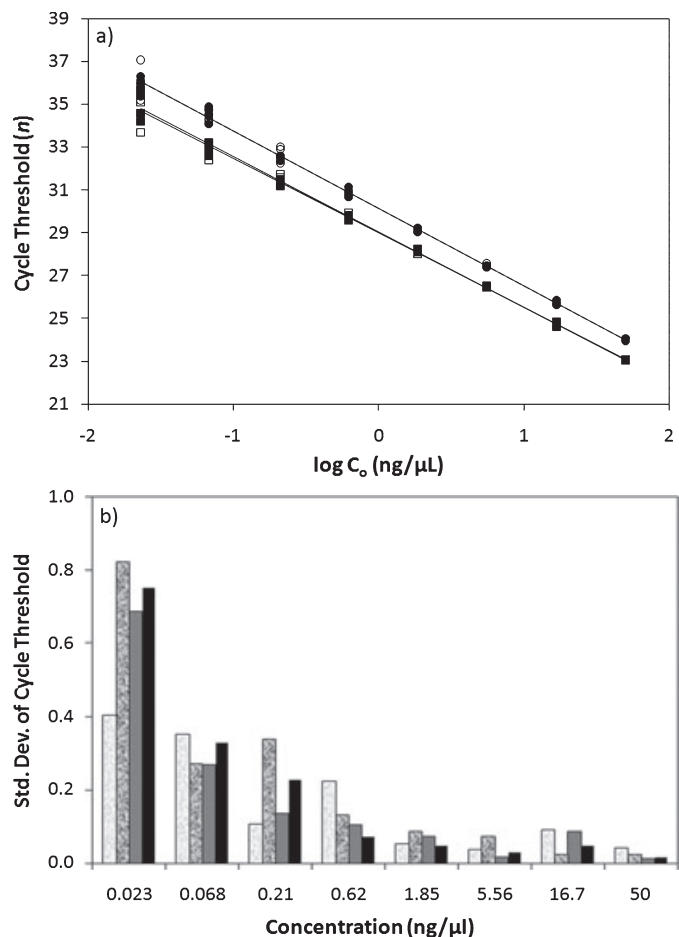 a)
39
37
35
33
31
29
27
25
23
21
Cycle Threshold (n)
-2 -1 0 1 2
log Co (ng/µL)
b)
1.0
0.8
0.6
0.4
0.2
0.0
Std. Dev. of Cycle Threshold
0.023 0.068 0.21 0.62 1.85 5.56 16.7 50
Concentration (ng/µl)